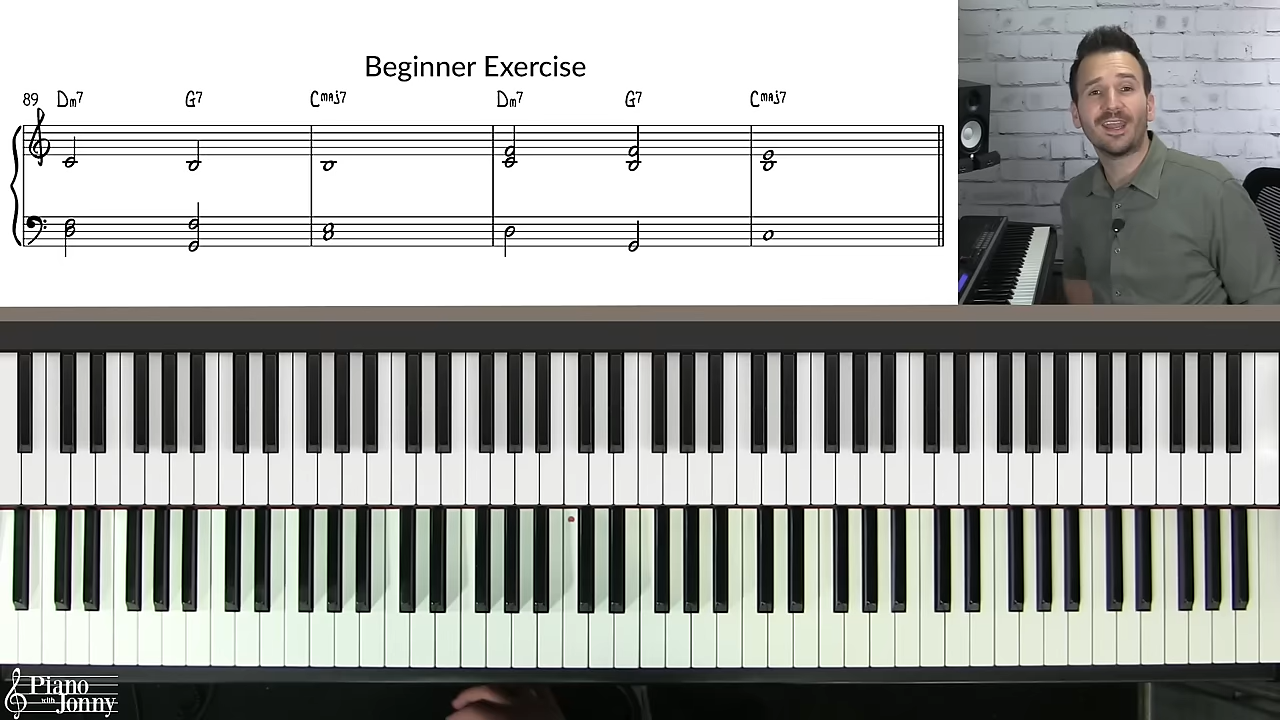 Beginner Exercise
89 Dm7 G7 Cmaj7 Dm7 G7 Cmaj7
Piano
with
Jonny